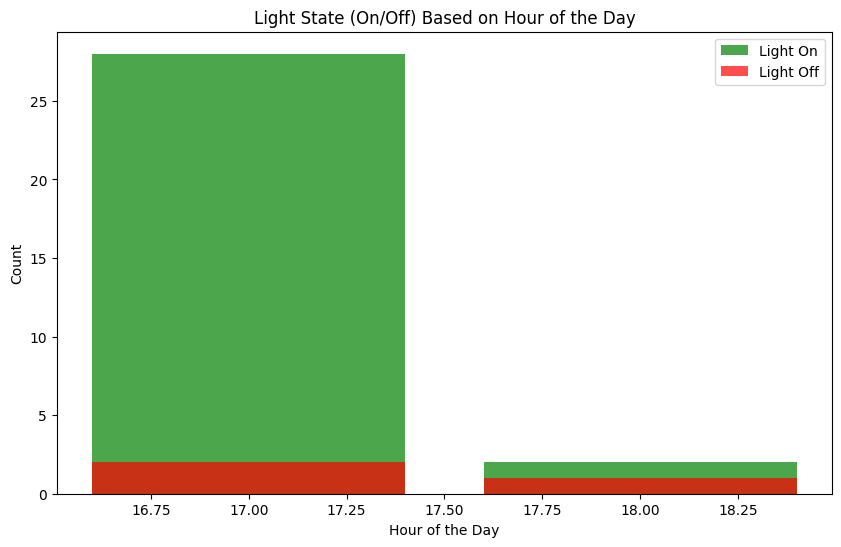 Light State (On/Off) Based on Hour of the Day
Light On
Light Off
25
20
15
10
5
0
Count
16.75 17.00 17.25 17.50 17.75 18.00 18.25
Hour of the Day